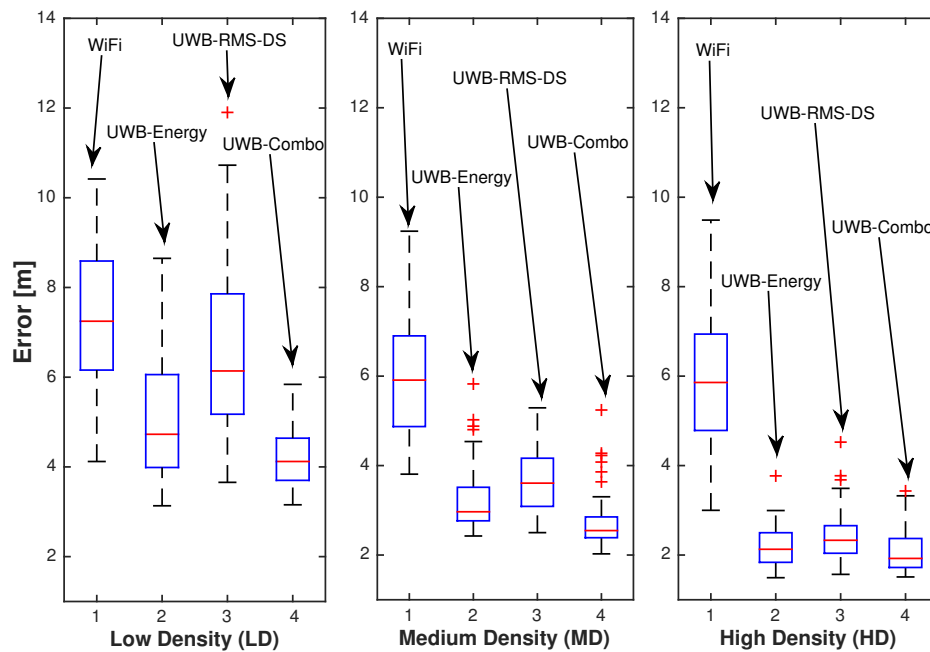 Error [m]
14
12
10
8
6
4
2
WiFi
UWB-Energy
UWB-RMS-DS
UWB-Combo
1 2 3 4
Low Density (LD)
14
12
10
8
6
4
2
WiFi
UWB-RMS-DS
UWB-Combo
UWB-Energy
1 2 3 4
Medium Density (MD)
14
12
10
8
6
4
2
WiFi
UWB-RMS-DS
UWB-Combo
UWB-Energy
1 2 3 4
High Density (HD)